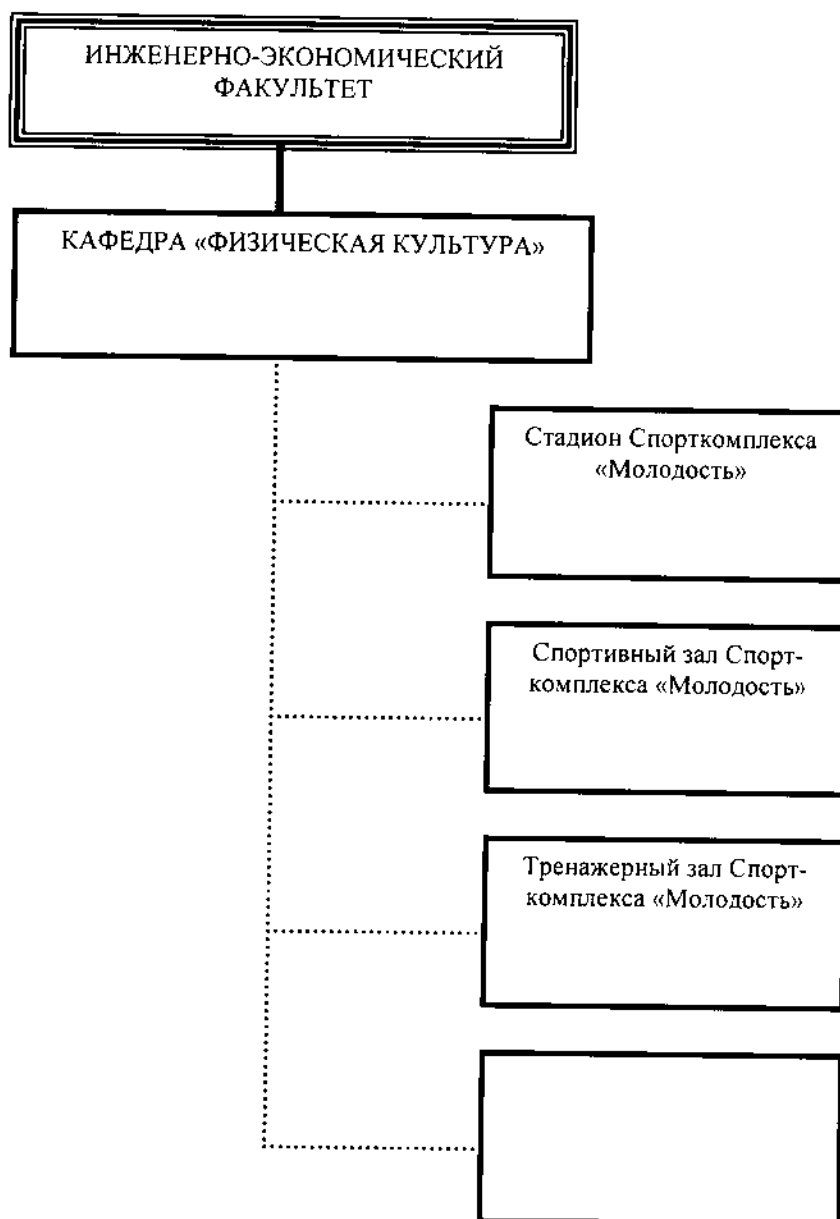 ИНЖЕНЕРНО-ЭКОНОМИЧЕСКИЙ
ФАКУЛЬТЕТ
КАФЕДРА «ФИЗИЧЕСКАЯ КУЛЬТУРА»
Стадион Спорткомплекса
«Молодость»
Спортивный зал Спорт-
комплекса «Молодость»
Тренажерный зал Спорт-
комплекса «Молодость»